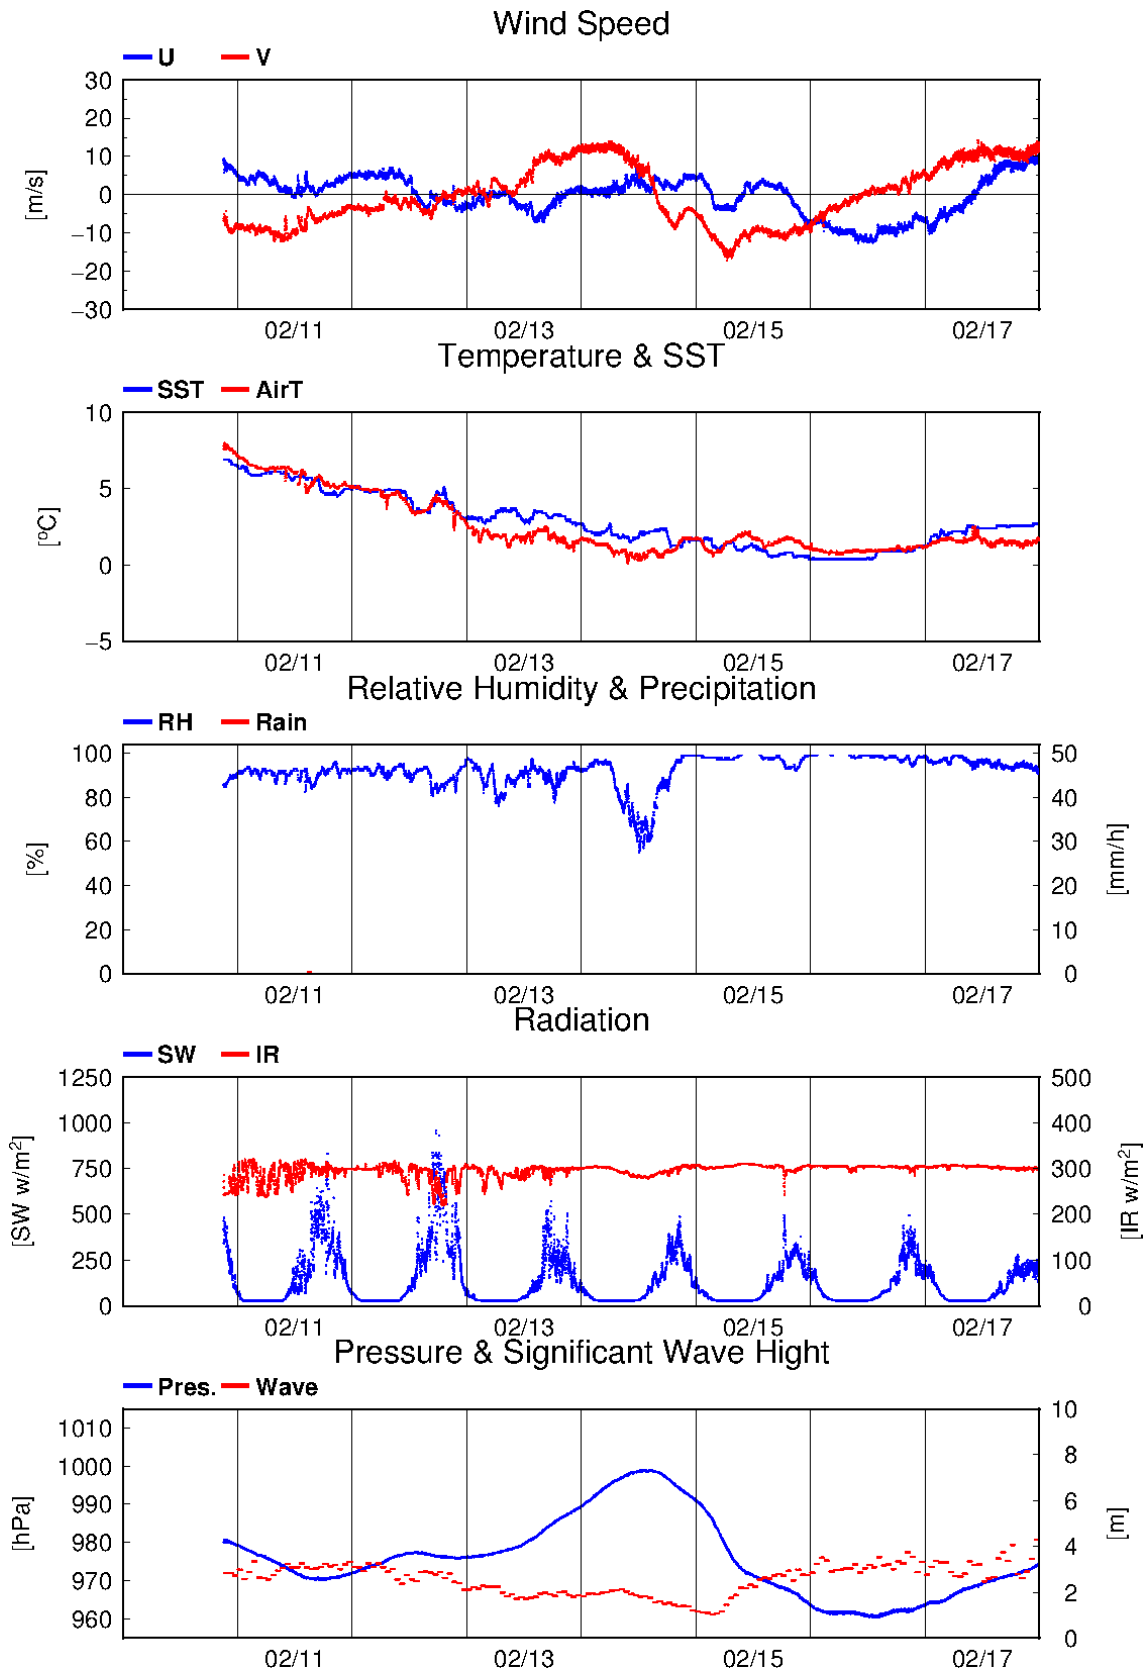 Wind Speed
U V
30
20
10
0
−10
−20
−30
[m/s]
02/11 02/13 02/15 02/17
Temperature & SST
SST AirT
10
5
0
−5
[ºC]
02/11 02/13 02/15 02/17
Relative Humidity & Precipitation
RH Rain
100 50
80 40
60 30
40 20
20 10
0 0
[%] [mm/h]
02/11 02/13 02/15 02/17
Radiation
SW IR
1250 500
1000 400
750 300
500 200
250 100
0 0
[SW w/m²] [IR w/m²]
02/11 02/13 02/15 02/17
Pressure & Significant Wave Hight
Pres. Wave
1010 10
1000 8
990 6
980 4
970 2
960 0
[hPa] [m]
02/11 02/13 02/15 02/17